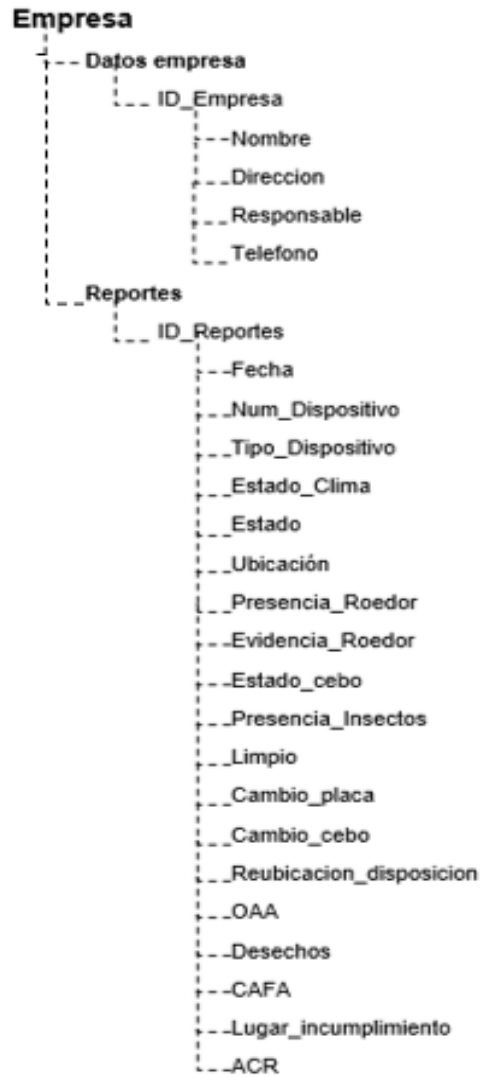 Empresa
Datos empresa
ID_Empresa
Nombre
Direccion
Responsable
Telefono
Reportes
ID_Reportes
Fecha
Num_Dispositivo
Tipo_Dispositivo
Estado_Clima
Estado
Ubicación
Presencia_Roedor
Evidencia_Roedor
Estado_cebo
Presencia_Insectos
Limpio
Cambio_placa
Cambio_cebo
Reubicacion_disposicion
OAA
Desechos
CAFA
Lugar_incumplimiento
ACR